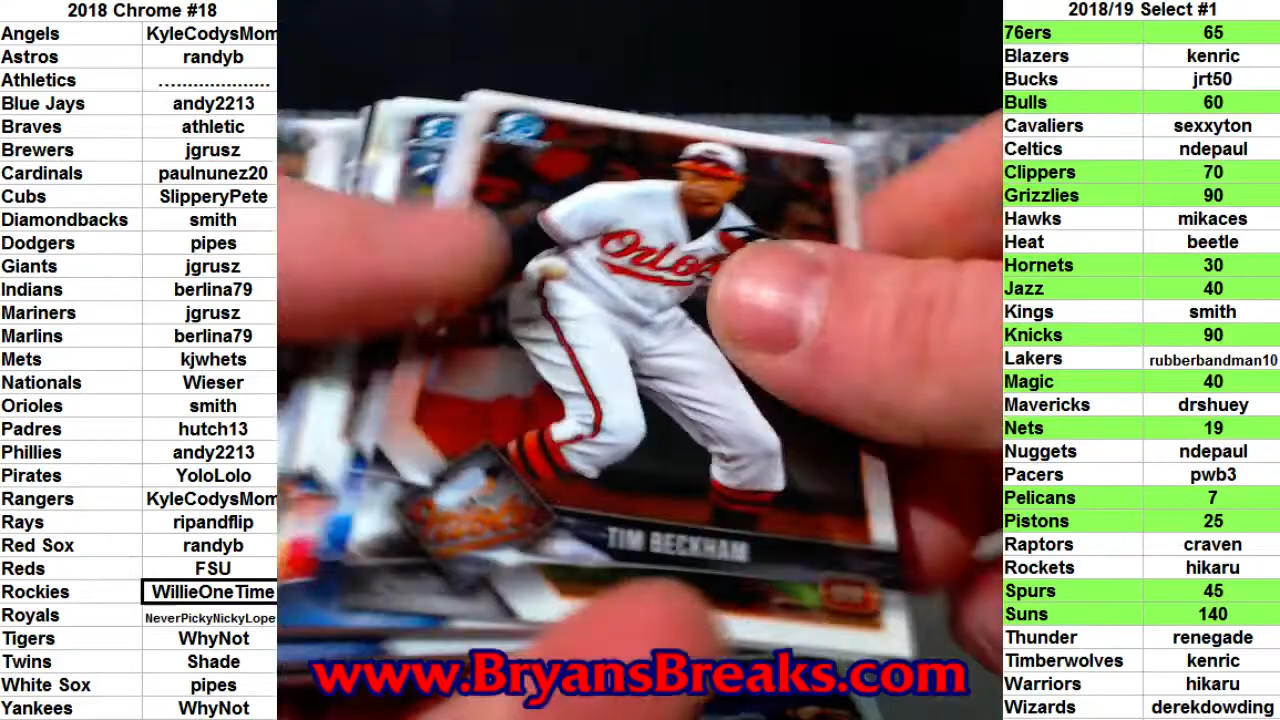 2018 Chrome #18
Angels KyleCodysMom
Astros randyb
Athletics ....................
Blue Jays andy2213
Braves athletic
Brewers jgrusz
Cardinals paulnunez20
Cubs SlipperyPete
Diamondbacks smith
Dodgers pipes
Giants jgrusz
Indians berlina79
Mariners jgrusz
Marlins berlina79
Mets kjwhets
Nationals Wieser
Orioles smith
Padres hutch13
Phillies andy2213
Pirates YoloLolo
Rangers KyleCodysMom
Rays ripandflip
Red Sox randyb
Reds FSU
Rockies WillieOneTime
Royals NeverPickyNickyLope
Tigers WhyNot
Twins Shade
White Sox pipes
Yankees WhyNot
TIM BECKHAM
www.BryansBreaks.com
2018/19 Select #1
76ers 65
Blazers kenric
Bucks jrt50
Bulls 60
Cavaliers sexxyton
Celtics ndepaul
Clippers 70
Grizzlies 90
Hawks mikaces
Heat beetle
Hornets 30
Jazz 40
Kings smith
Knicks 90
Lakers rubberbandman10
Magic 40
Mavericks drshuey
Nets 19
Nuggets ndepaul
Pacers pwb3
Pelicans 7
Pistons 25
Raptors craven
Rockets hikaru
Spurs 45
Suns 140
Thunder renegade
Timberwolves kenric
Warriors hikaru
Wizards derekdowding